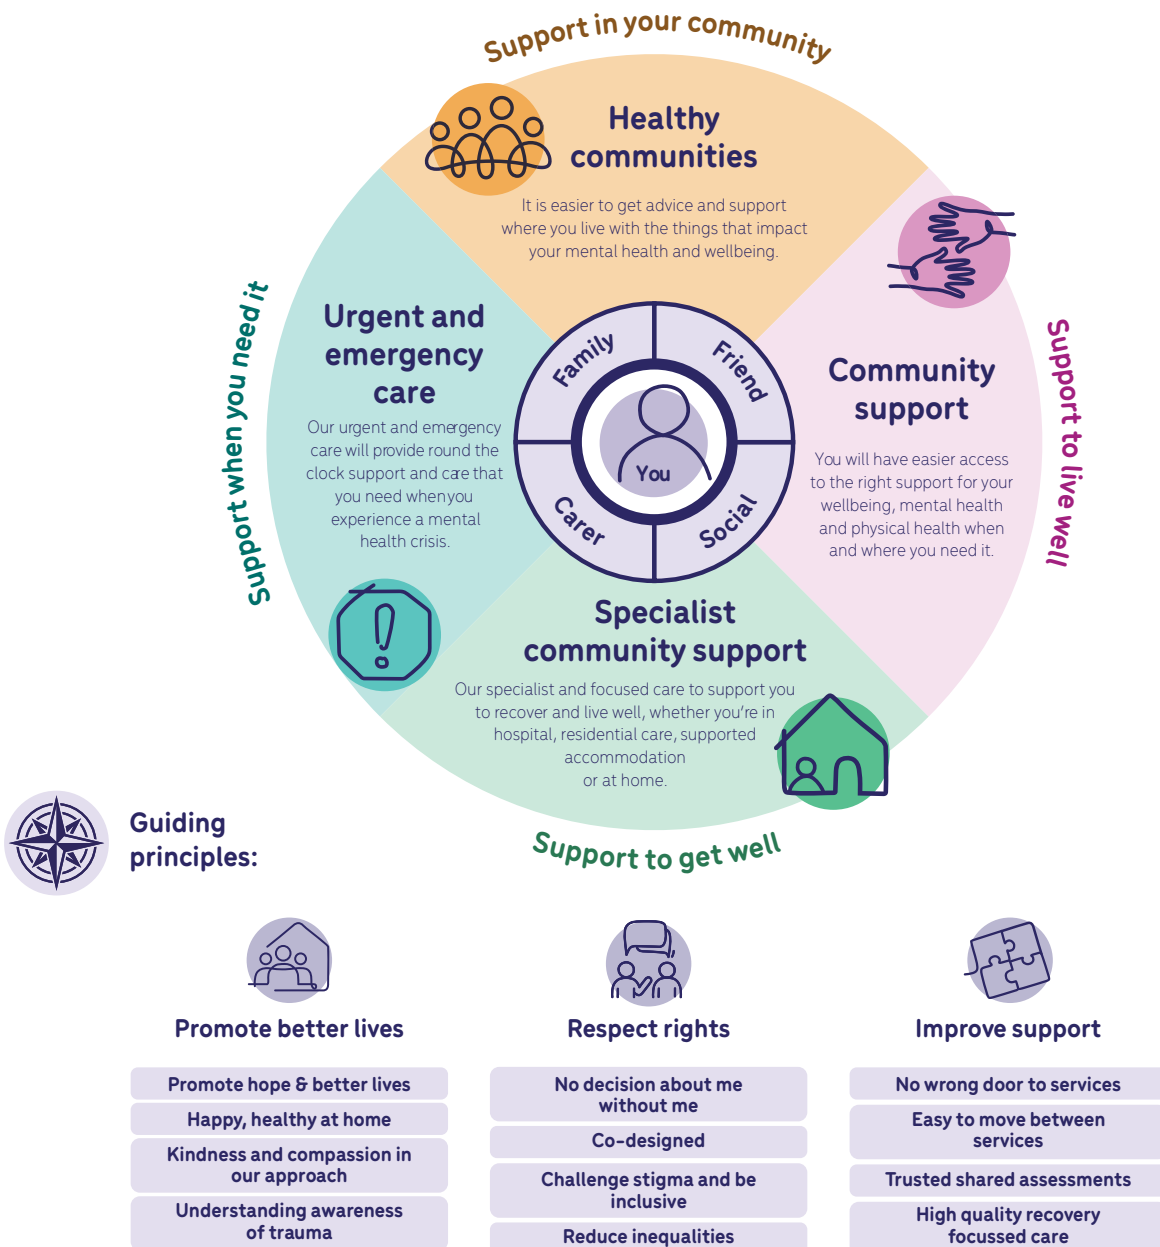 Support in your community
Healthy
communities
It is easier to get advice and support
where you live with the things that impact
your mental health and wellbeing.
Support when you need it
Urgent and
emergency
care
Our urgent and emergency
care will provide round the
clock support and care that
you need when you
experience a mental
health crisis.
Family
Friend
You
Carer
Social
Community
support
You will have easier access
to the right support for your
wellbeing, mental health
and physical health when
and where you need it.
Support to live well
Specialist
community support
Our specialist and focused care to support you
to recover and live well, whether you’re in
hospital, residential care, supported
accommodation
or at home.
Support to get well
Guiding
principles:
Promote better lives
Promote hope & better lives
Happy, healthy at home
Kindness and compassion in
our approach
Understanding awareness
of trauma
Respect rights
No decision about me
without me
Co-designed
Challenge stigma and be
inclusive
Reduce inequalities
Improve support
No wrong door to services
Easy to move between
services
Trusted shared assessments
High quality recovery
focussed care